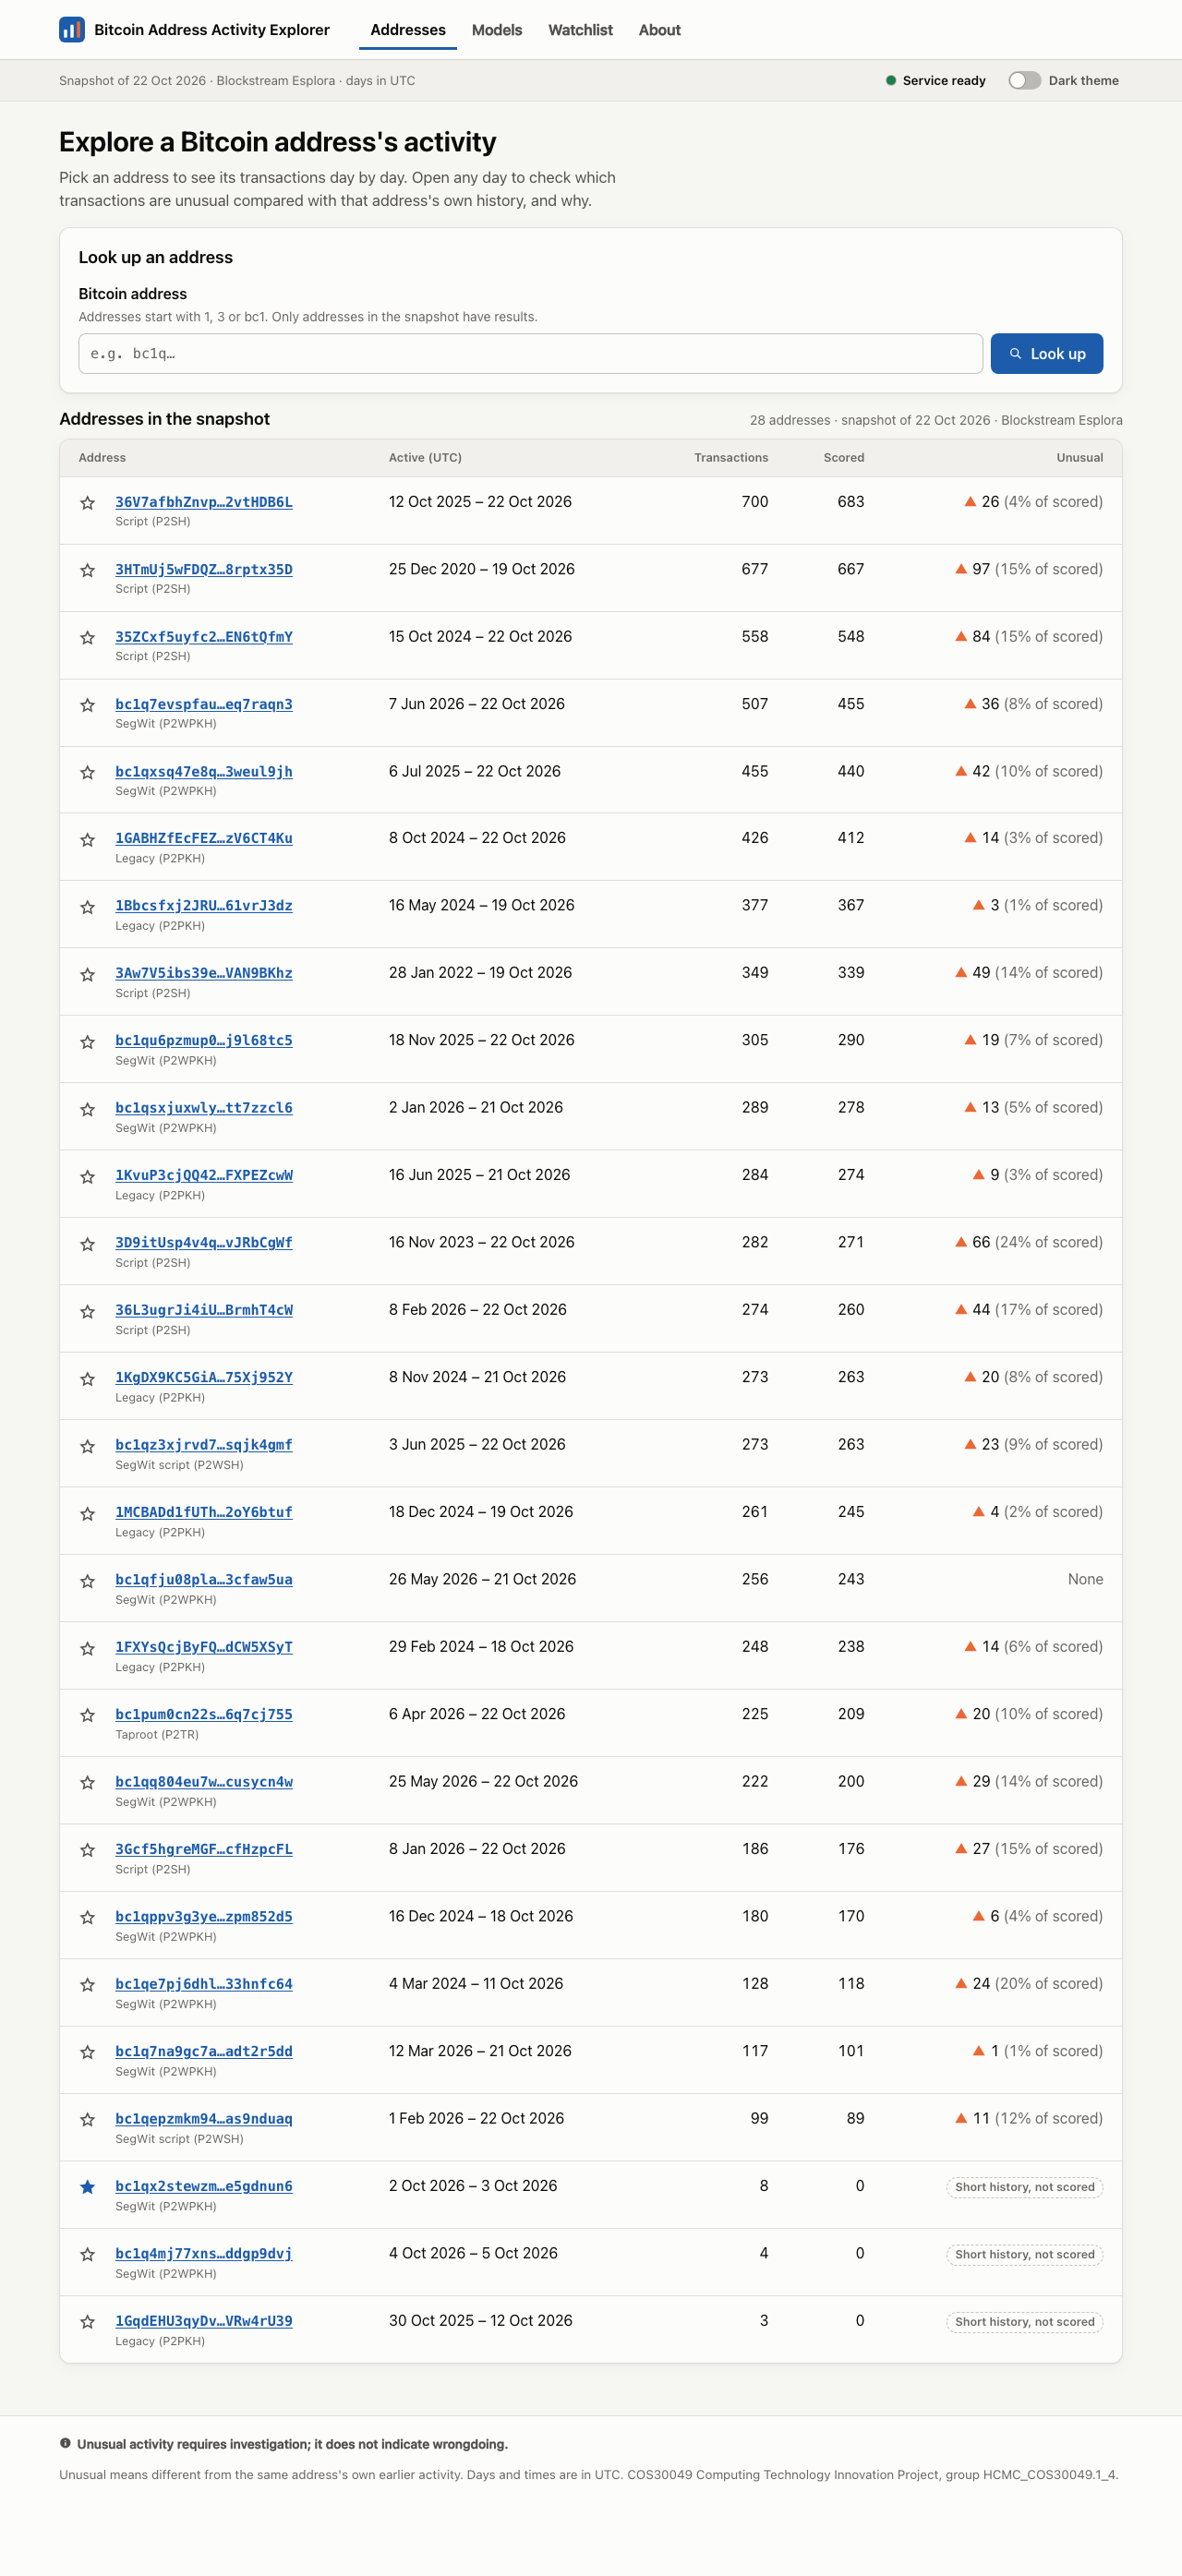 Bitcoin Address Activity Explorer Addresses Models Watchlist About
Snapshot of 22 Oct 2026 · Blockstream Esplora · days in UTC Service ready Dark theme
Explore a Bitcoin address's activity
Pick an address to see its transactions day by day. Open any day to check which
transactions are unusual compared with that address's own history, and why.
Look up an address
Bitcoin address
Addresses start with 1, 3 or bc1. Only addresses in the snapshot have results.
e.g. bc1q… Look up
Addresses in the snapshot 28 addresses · snapshot of 22 Oct 2026 · Blockstream Esplora
Address Active (UTC) Transactions Scored Unusual
36V7afbhZnvp…2vtHDB6L 12 Oct 2025 – 22 Oct 2026 700 683 26 (4% of scored)
Script (P2SH)
3HTmUj5wFDQZ…8rptx35D 25 Dec 2020 – 19 Oct 2026 677 667 97 (15% of scored)
Script (P2SH)
35ZCxf5uyfc2…EN6tQfmY 15 Oct 2024 – 22 Oct 2026 558 548 84 (15% of scored)
Script (P2SH)
bc1q7evspfau…eq7raqn3 7 Jun 2026 – 22 Oct 2026 507 455 36 (8% of scored)
SegWit (P2WPKH)
bc1qxsq47e8q…3weul9jh 6 Jul 2025 – 22 Oct 2026 455 440 42 (10% of scored)
SegWit (P2WPKH)
1GABHZfEcFEZ…zV6CT4Ku 8 Oct 2024 – 22 Oct 2026 426 412 14 (3% of scored)
Legacy (P2PKH)
1Bbcsfxj2JRU…61vrJ3dz 16 May 2024 – 19 Oct 2026 377 367 3 (1% of scored)
Legacy (P2PKH)
3Aw7V5ibs39e…VAN9BKhz 28 Jan 2022 – 19 Oct 2026 349 339 49 (14% of scored)
Script (P2SH)
bc1qu6pzmup0…j9l68tc5 18 Nov 2025 – 22 Oct 2026 305 290 19 (7% of scored)
SegWit (P2WPKH)
bc1qsxjuxwly…tt7zzcl6 2 Jan 2026 – 21 Oct 2026 289 278 13 (5% of scored)
SegWit (P2WPKH)
1KvuP3cjQQ42…FXPEZcwW 16 Jun 2025 – 21 Oct 2026 284 274 9 (3% of scored)
Legacy (P2PKH)
3D9itUsp4v4q…vJRbCgWf 16 Nov 2023 – 22 Oct 2026 282 271 66 (24% of scored)
Script (P2SH)
36L3ugrJi4iU…BrmhT4cW 8 Feb 2026 – 22 Oct 2026 274 260 44 (17% of scored)
Script (P2SH)
1KgDX9KC5GiA…75Xj952Y 8 Nov 2024 – 21 Oct 2026 273 263 20 (8% of scored)
Legacy (P2PKH)
bc1qz3xjrvd7…sqjk4gmf 3 Jun 2025 – 22 Oct 2026 273 263 23 (9% of scored)
SegWit script (P2WSH)
1MCBADd1fUTh…2oY6btuf 18 Dec 2024 – 19 Oct 2026 261 245 4 (2% of scored)
Legacy (P2PKH)
bc1qfju08pla…3cfaw5ua 26 May 2026 – 21 Oct 2026 256 243 None
SegWit (P2WPKH)
1FXYsQcjByFQ…dCW5XSyT 29 Feb 2024 – 18 Oct 2026 248 238 14 (6% of scored)
Legacy (P2PKH)
bc1pum0cn22s…6q7cj755 6 Apr 2026 – 22 Oct 2026 225 209 20 (10% of scored)
Taproot (P2TR)
bc1qq804eu7w…cusycn4w 25 May 2026 – 22 Oct 2026 222 200 29 (14% of scored)
SegWit (P2WPKH)
3Gcf5hgreMGF…cfHzpcFL 8 Jan 2026 – 22 Oct 2026 186 176 27 (15% of scored)
Script (P2SH)
bc1qppv3g3ye…zpm852d5 16 Dec 2024 – 18 Oct 2026 180 170 6 (4% of scored)
SegWit (P2WPKH)
bc1qe7pj6dhl…33hnfc64 4 Mar 2024 – 11 Oct 2026 128 118 24 (20% of scored)
SegWit (P2WPKH)
bc1q7na9gc7a…adt2r5dd 12 Mar 2026 – 21 Oct 2026 117 101 1 (1% of scored)
SegWit (P2WPKH)
bc1qepzmkm94…as9nduaq 1 Feb 2026 – 22 Oct 2026 99 89 11 (12% of scored)
SegWit script (P2WSH)
bc1qx2stewzm…e5gdnun6 2 Oct 2026 – 3 Oct 2026 8 0 Short history, not scored
SegWit (P2WPKH)
bc1q4mj77xns…ddgp9dvj 4 Oct 2026 – 5 Oct 2026 4 0 Short history, not scored
SegWit (P2WPKH)
1GqdEHU3qyDv…VRw4rU39 30 Oct 2025 – 12 Oct 2026 3 0 Short history, not scored
Legacy (P2PKH)
Unusual activity requires investigation; it does not indicate wrongdoing.
Unusual means different from the same address's own earlier activity. Days and times are in UTC. COS30049 Computing Technology Innovation Project, group HCMC_COS30049.1_4.